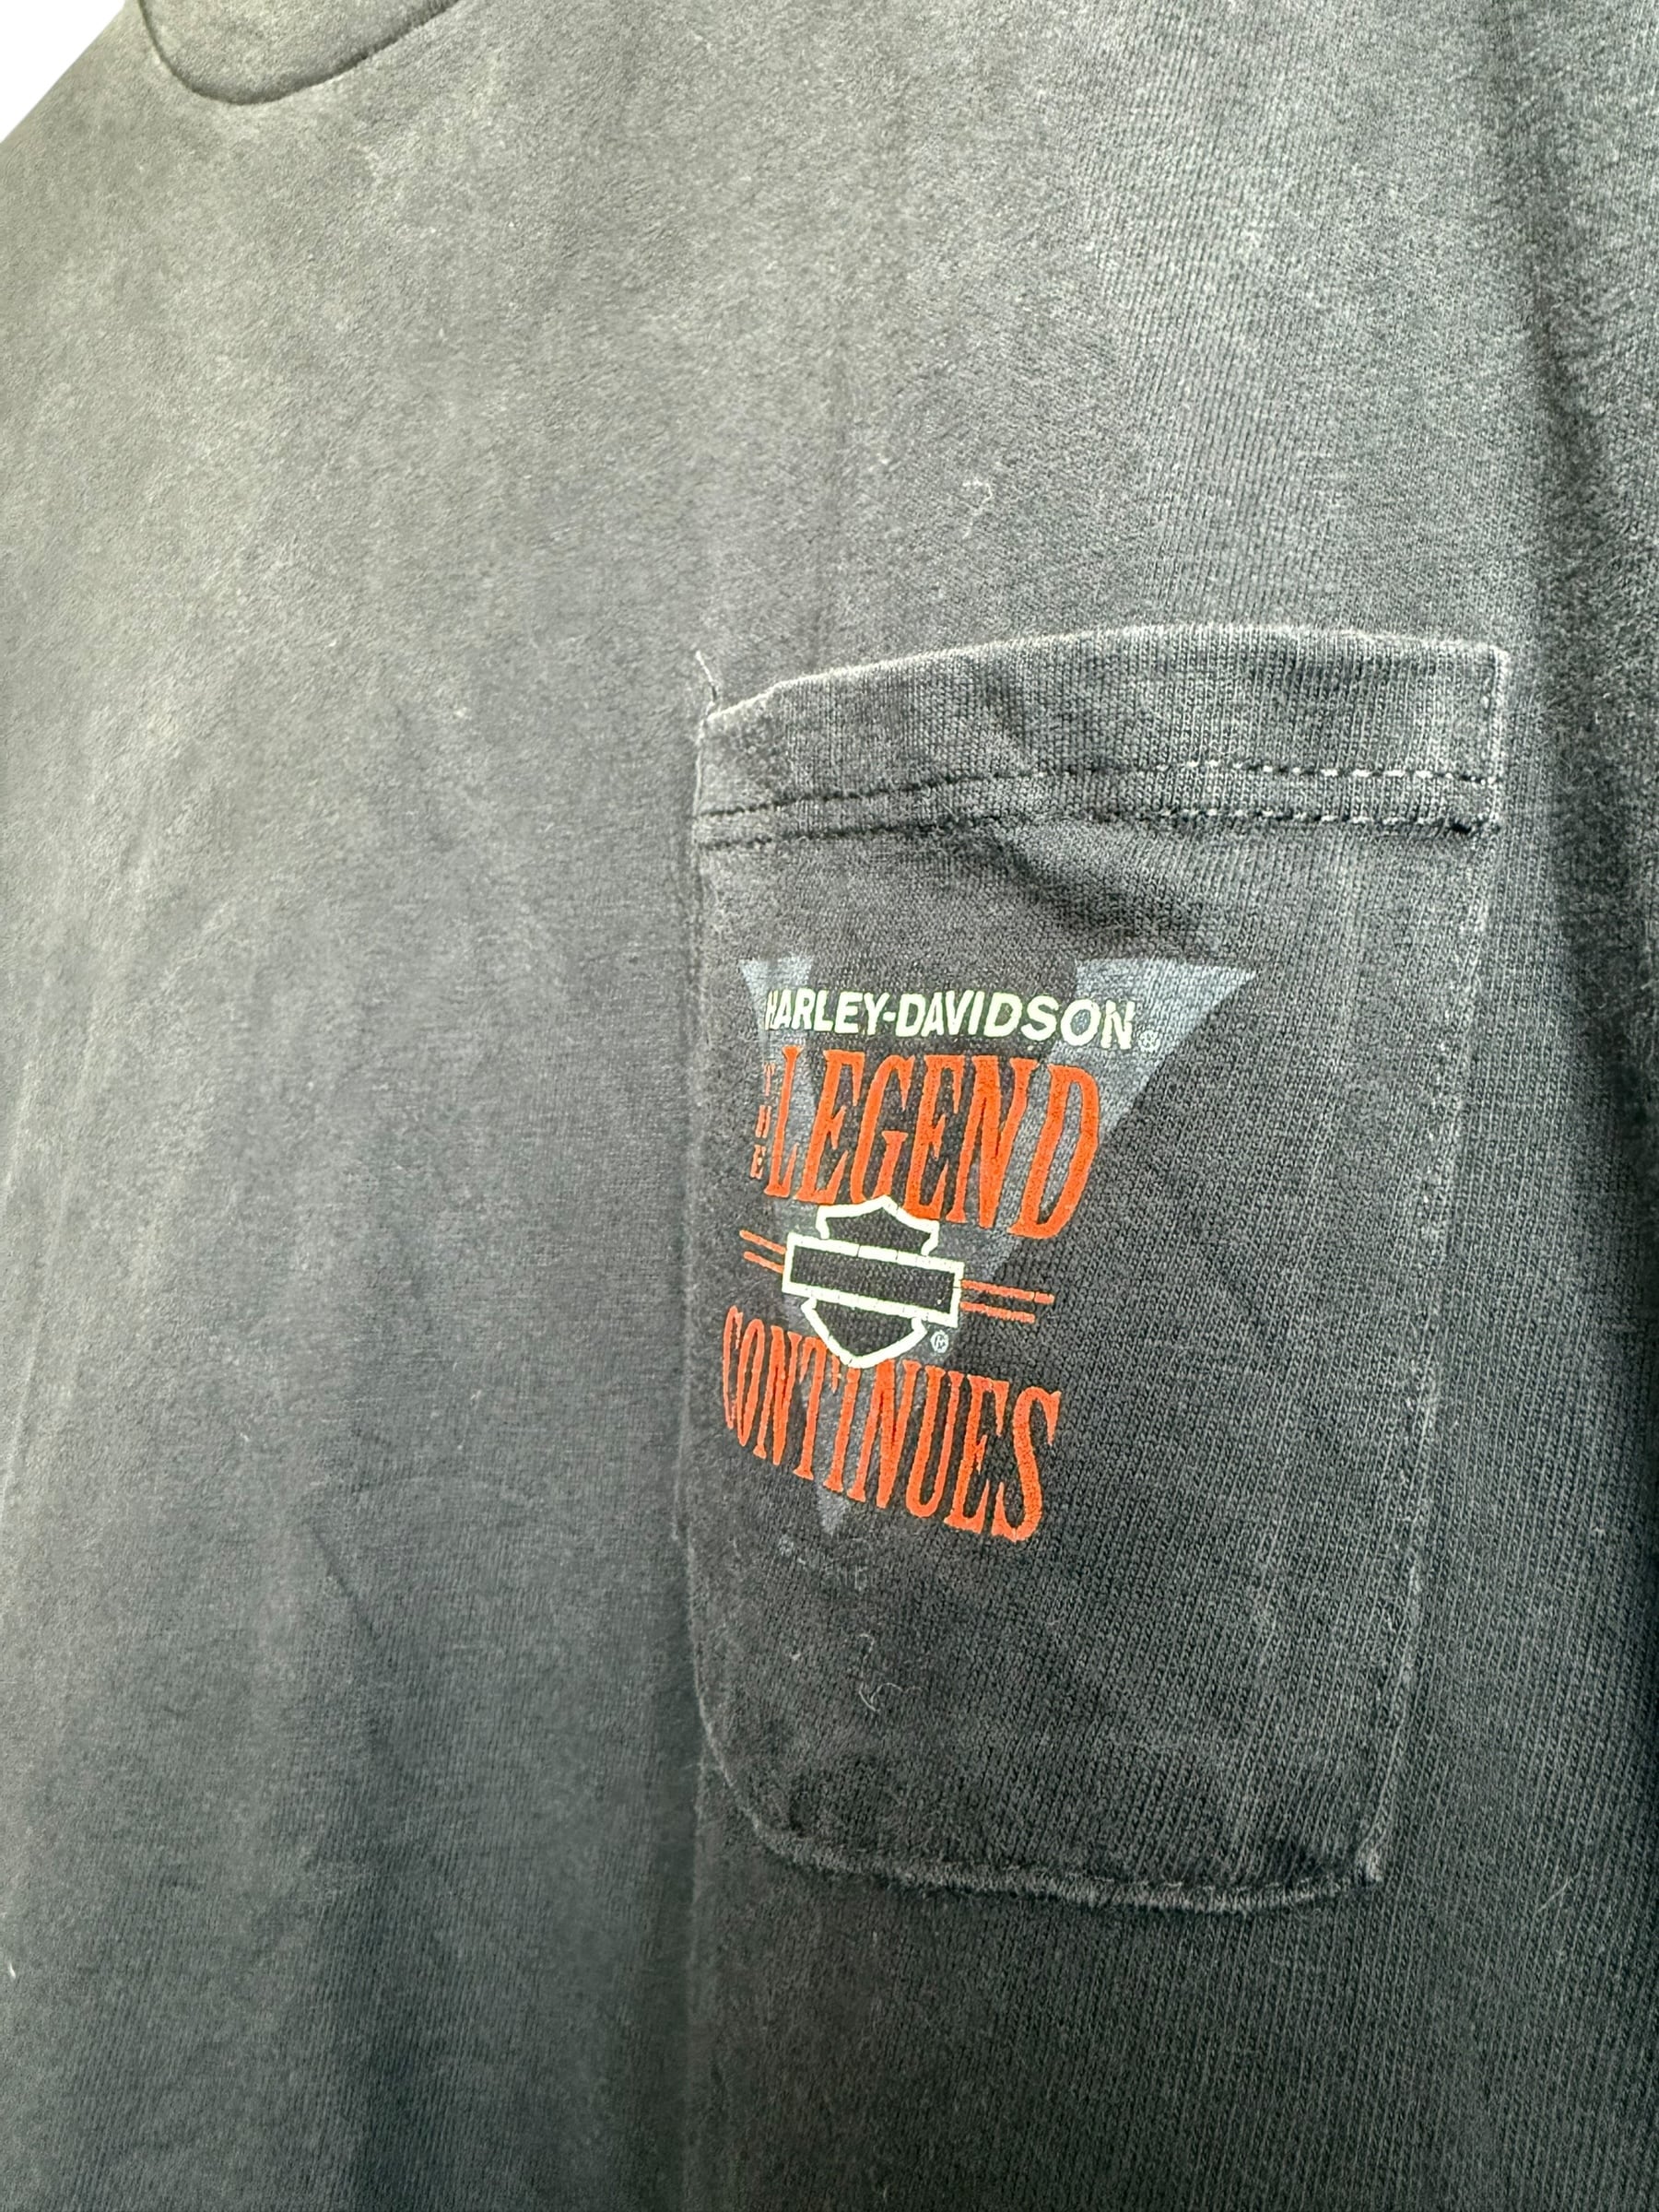 HARLEY-DAVIDSON®
THE LEGEND
®
CONTINUES